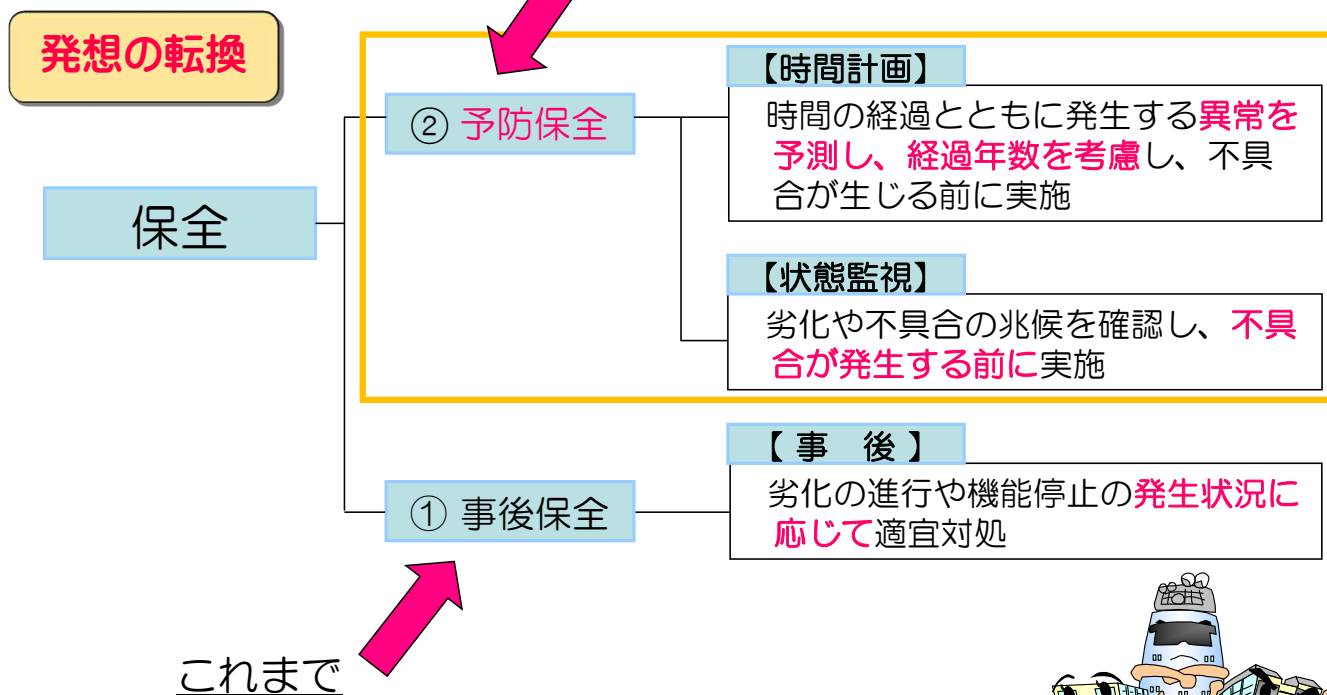 発想の転換
【時間計画】
② 予防保全
時間の経過とともに発生する異常を
予測し、経過年数を考慮し、不具
合が生じる前に実施
保全
【状態監視】
劣化や不具合の兆候を確認し、不具
合が発生する前に実施
【 事　後 】
① 事後保全
劣化の進行や機能停止の発生状況に
応じて適宜対処
これまで